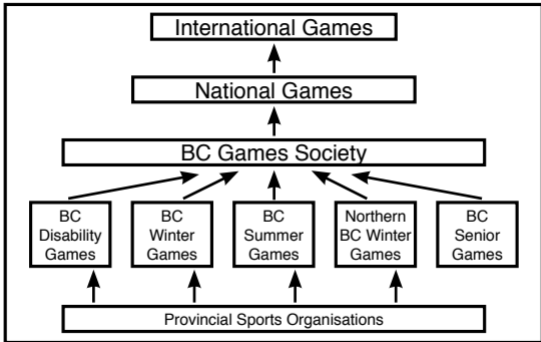 International Games
National Games
BC Games Society
BC
Disability
Games
BC
Winter
Games
BC
Summer
Games
Northern
BC Winter
Games
BC
Senior
Games
Provincial Sports Organisations